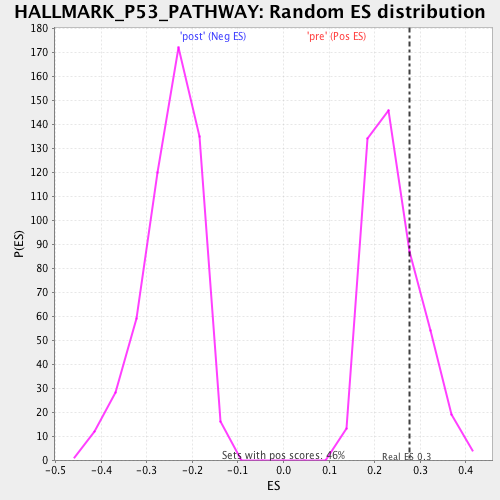 HALLMARK_P53_PATHWAY: Random ES distribution
'post' (Neg ES) 'pre' (Pos ES)
180
170
160
150
140
130
120
110
100
90
80
70
60
50
40
30
20
10
0
P(ES)
Sets with pos scores: 46%
Real ES 0.3
-0.5 -0.4 -0.3 -0.2 -0.1 0.0 0.1 0.2 0.3 0.4
ES